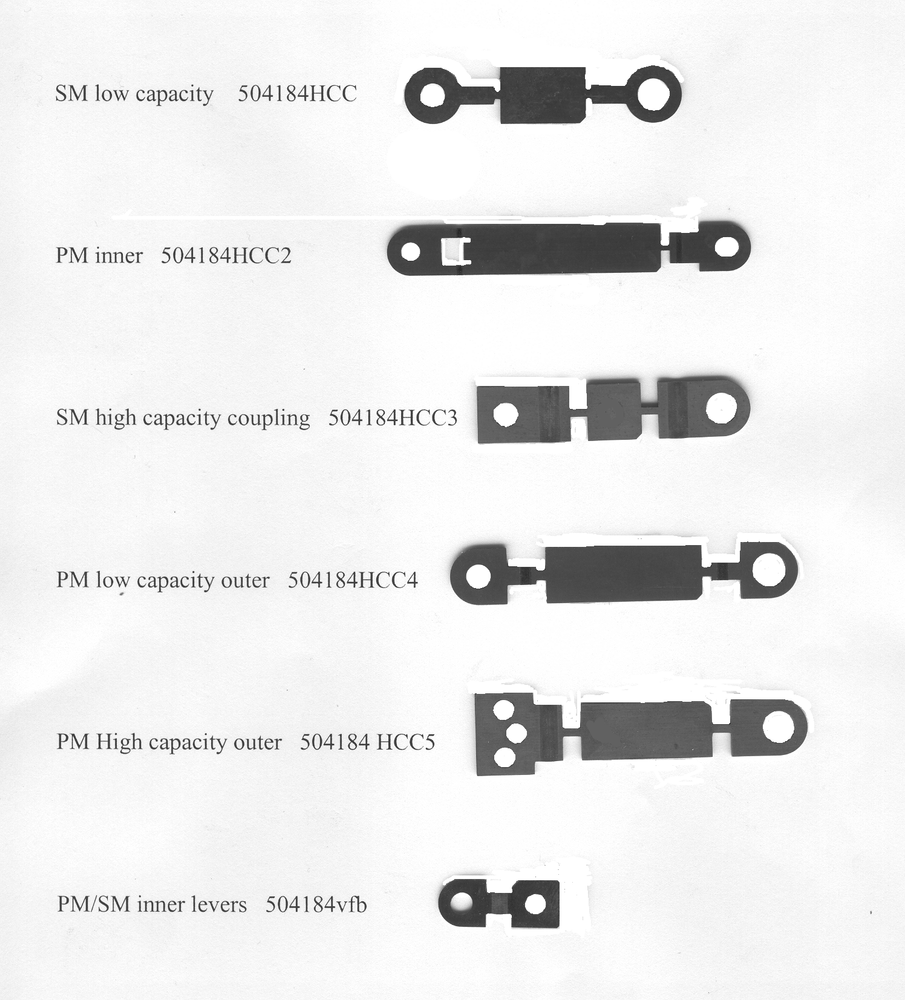 SM low capacity 504184HCC
PM inner 504184HCC2
SM high capacity coupling 504184HCC3
PM low capacity outer 504184HCC4
PM High capacity outer 504184 HCC5
PM/SM inner levers 504184vfb